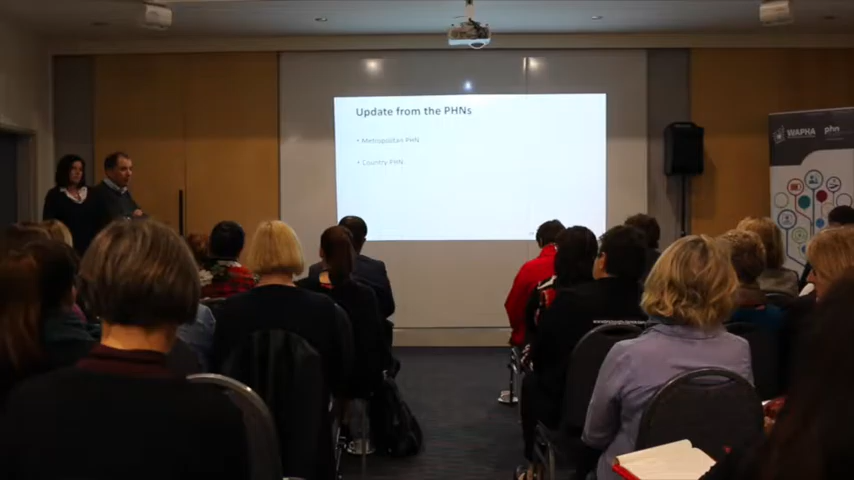 Update from the PHNs
• Metropolitan PHN
• Country PHN
WAPHA
phn